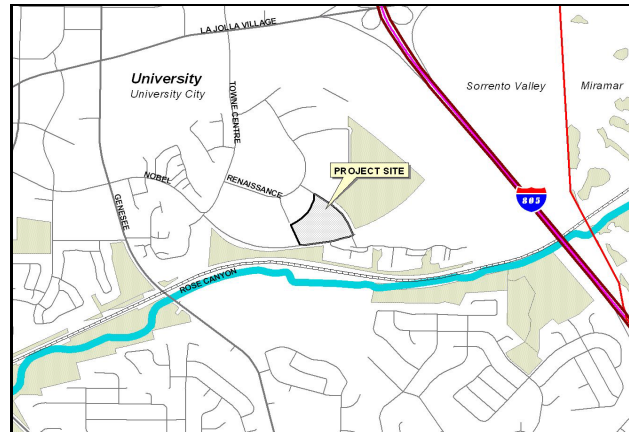 LA JOLLA VILLAGE
University
University City
Sorrento Valley
Miramar
TOWNE CENTRE
PROJECT SITE
NOBEL
RENAISSANCE
GENESEE
805
ROSE CANYON